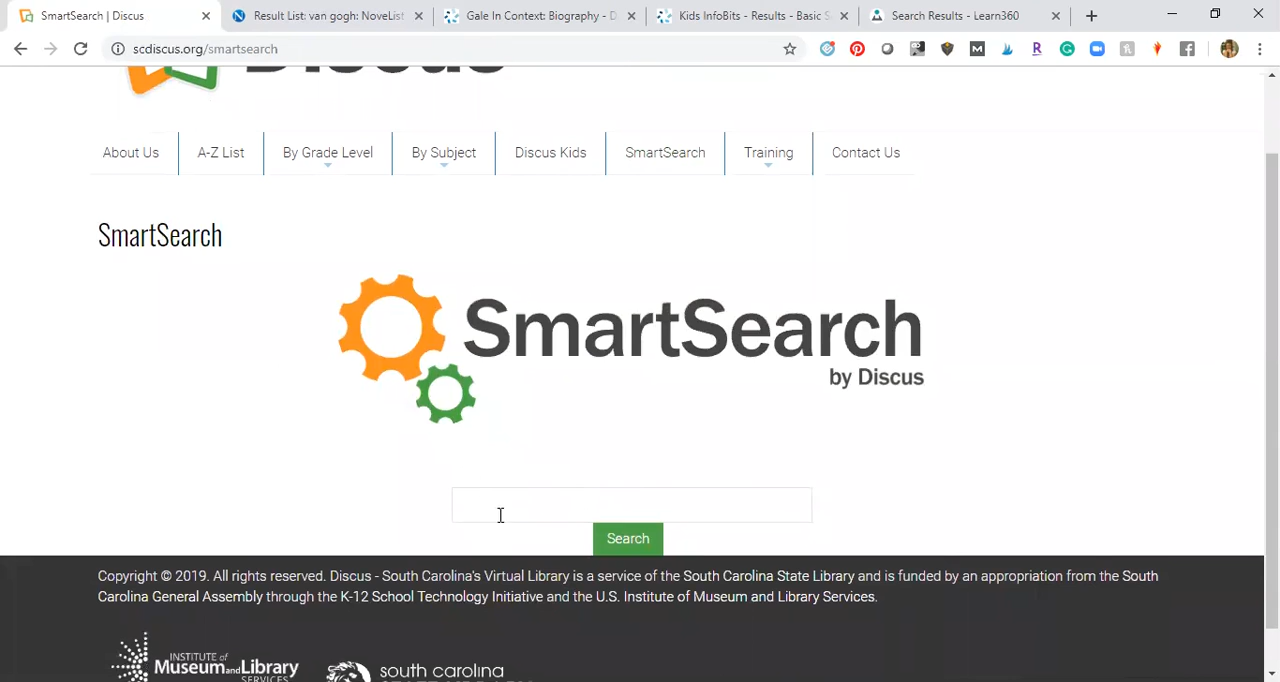 SmartSearch | Discus
Result List: van gogh: NoveList
Gale In Context: Biography - D
Kids InfoBits - Results - Basic S
Search Results - Learn360
scdiscus.org/smartsearch
Discus
About Us
A-Z List
By Grade Level
By Subject
Discus Kids
SmartSearch
Training
Contact Us
SmartSearch
SmartSearch
by Discus
Search
Copyright © 2019. All rights reserved. Discus - South Carolina's Virtual Library is a service of the South Carolina State Library and is funded by an appropriation from the South
Carolina General Assembly through the K-12 School Technology Initiative and the U.S. Institute of Museum and Library Services.
INSTITUTE of
Museum and Library
SERVICES
south carolina
STATE LIBRARY